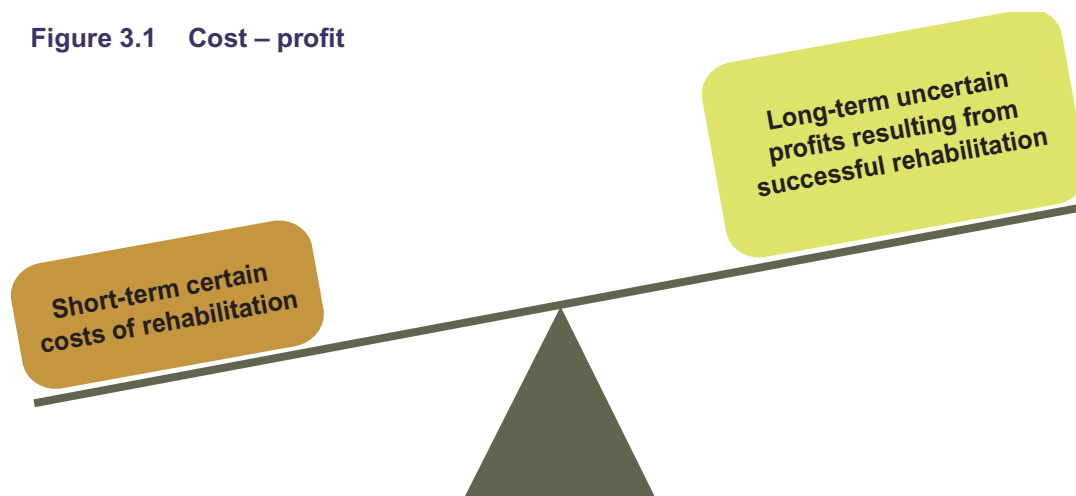 Figure 3.1 Cost – profit
Long-term uncertain
profits resulting from
successful rehabilitation
Short-term certain
costs of rehabilitation